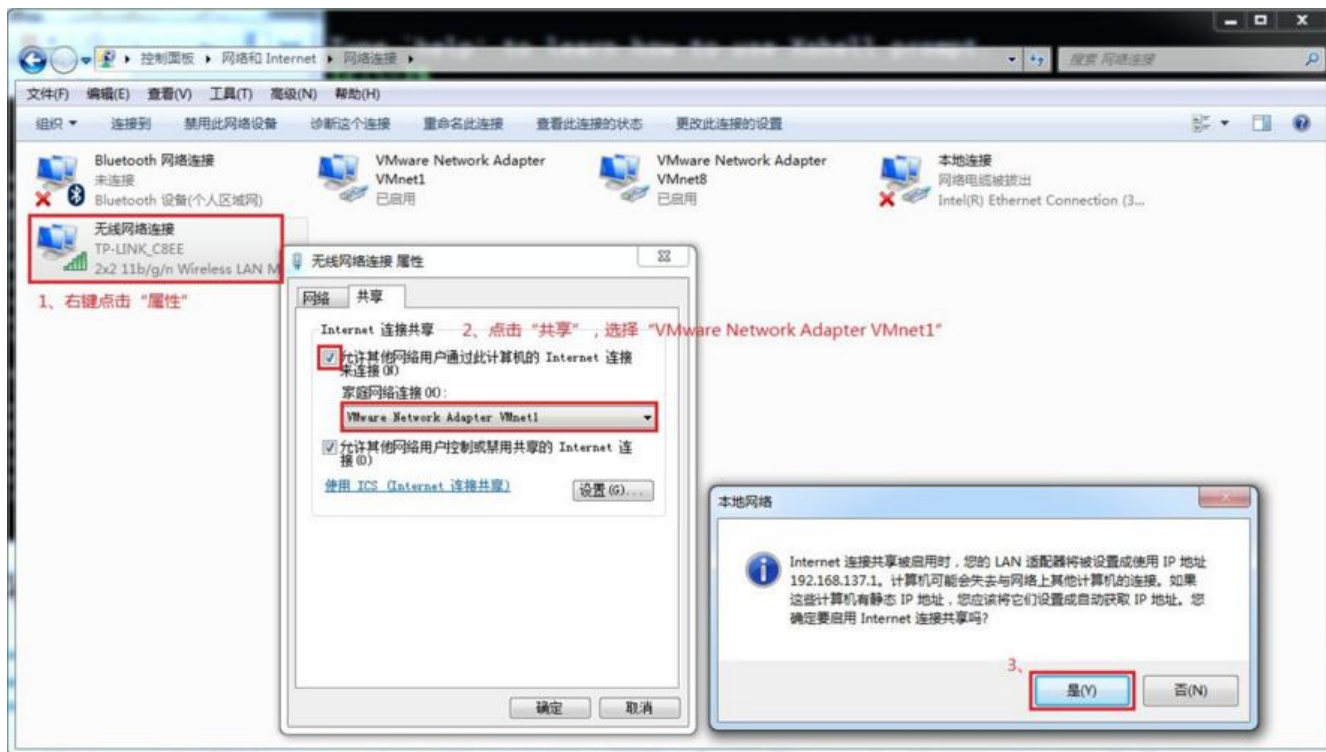 Type `help' to learn how to use Xshell prompt.
控制面板 ▸ 网络和 Internet ▸ 网络连接 ▸
搜索 网络连接
文件(F) 编辑(E) 查看(V) 工具(T) 高级(N) 帮助(H)
组织 ▼ 连接到 禁用此网络设备 诊断这个连接 重命名此连接 查看此连接的状态 更改此连接的设置
Bluetooth 网络连接
未连接
Bluetooth 设备(个人区域网)
VMware Network Adapter
VMnet1
已启用
VMware Network Adapter
VMnet8
已启用
本地连接
网络电缆被拔出
Intel(R) Ethernet Connection (3...
无线网络连接
TP-LINK_C8EE
2x2 11b/g/n Wireless LAN M
1、右键点击“属性”
无线网络连接 属性
网络 共享
Internet 连接共享
2、点击“共享”，选择“VMware Network Adapter VMnet1”
允许其他网络用户通过此计算机的 Internet 连接
来连接(N)
家庭网络连接(H):
VMware Network Adapter VMnet1
允许其他网络用户控制或禁用共享的 Internet 连
接(O)
使用 ICS (Internet 连接共享)
设置(G)...
确定 取消
本地网络
Internet 连接共享被启用时，您的 LAN 适配器将被设置成使用 IP 地址
192.168.137.1。计算机可能会失去与网络上其他计算机的连接。如果
这些计算机有静态 IP 地址，您应该将它们设置成自动获取 IP 地址。您
确定要启用 Internet 连接共享吗?
3、
是(Y) 否(N)